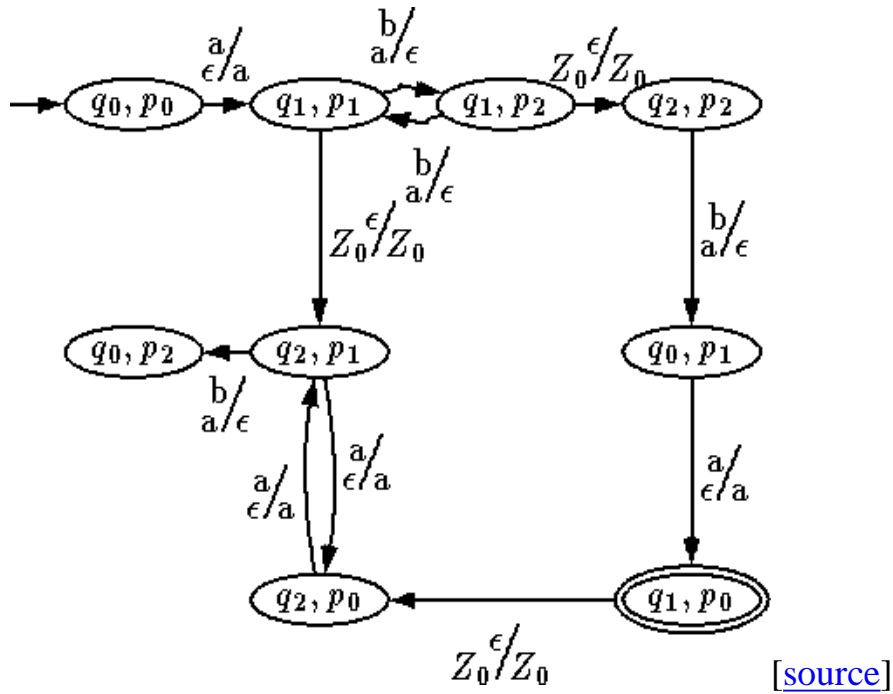 a
ϵ/a
b
a/ϵ
ϵ
Z₀/Z₀
q₀, p₀
q₁, p₁
q₁, p₂
q₂, p₂
b
a/ϵ
ϵ
Z₀/Z₀
b
a/ϵ
q₀, p₂
q₂, p₁
q₀, p₁
b
a/ϵ
a
ϵ/a
a
ϵ/a
a
ϵ/a
q₂, p₀
q₁, p₀
ϵ
Z₀/Z₀
[source]